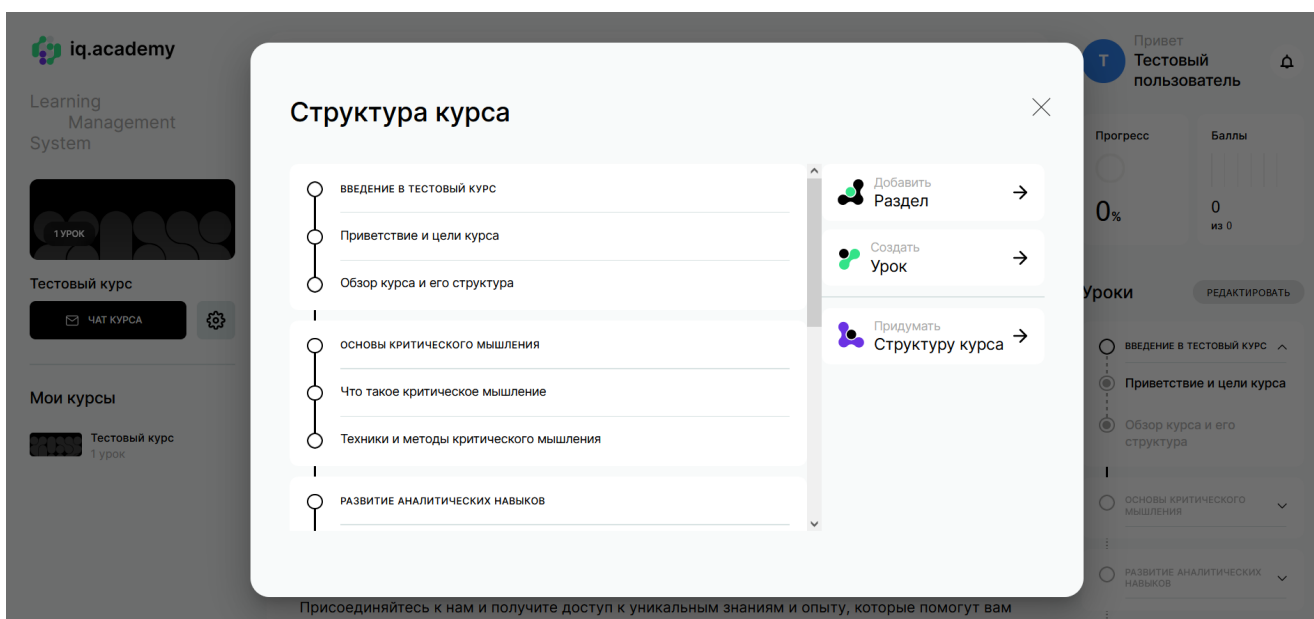 iq.academy
Learning
Management
System
1 УРОК
Тестовый курс
ЧАТ КУРСА
Мои курсы
Тестовый курс
1 урок
Структура курса
ВВЕДЕНИЕ В ТЕСТОВЫЙ КУРС
Приветствие и цели курса
Обзор курса и его структура
ОСНОВЫ КРИТИЧЕСКОГО МЫШЛЕНИЯ
Что такое критическое мышление
Техники и методы критического мышления
РАЗВИТИЕ АНАЛИТИЧЕСКИХ НАВЫКОВ
Добавить
Раздел
Создать
Урок
Придумать
Структуру курса
Присоединяйтесь к нам и получите доступ к уникальным знаниям и опыту, которые помогут вам
Т
Привет
Тестовый
пользователь
Прогресс
0%
Баллы
0
из 0
Уроки
РЕДАКТИРОВАТЬ
ВВЕДЕНИЕ В ТЕСТОВЫЙ КУРС
Приветствие и цели курса
Обзор курса и его
структура
ОСНОВЫ КРИТИЧЕСКОГО
МЫШЛЕНИЯ
РАЗВИТИЕ АНАЛИТИЧЕСКИХ
НАВЫКОВ